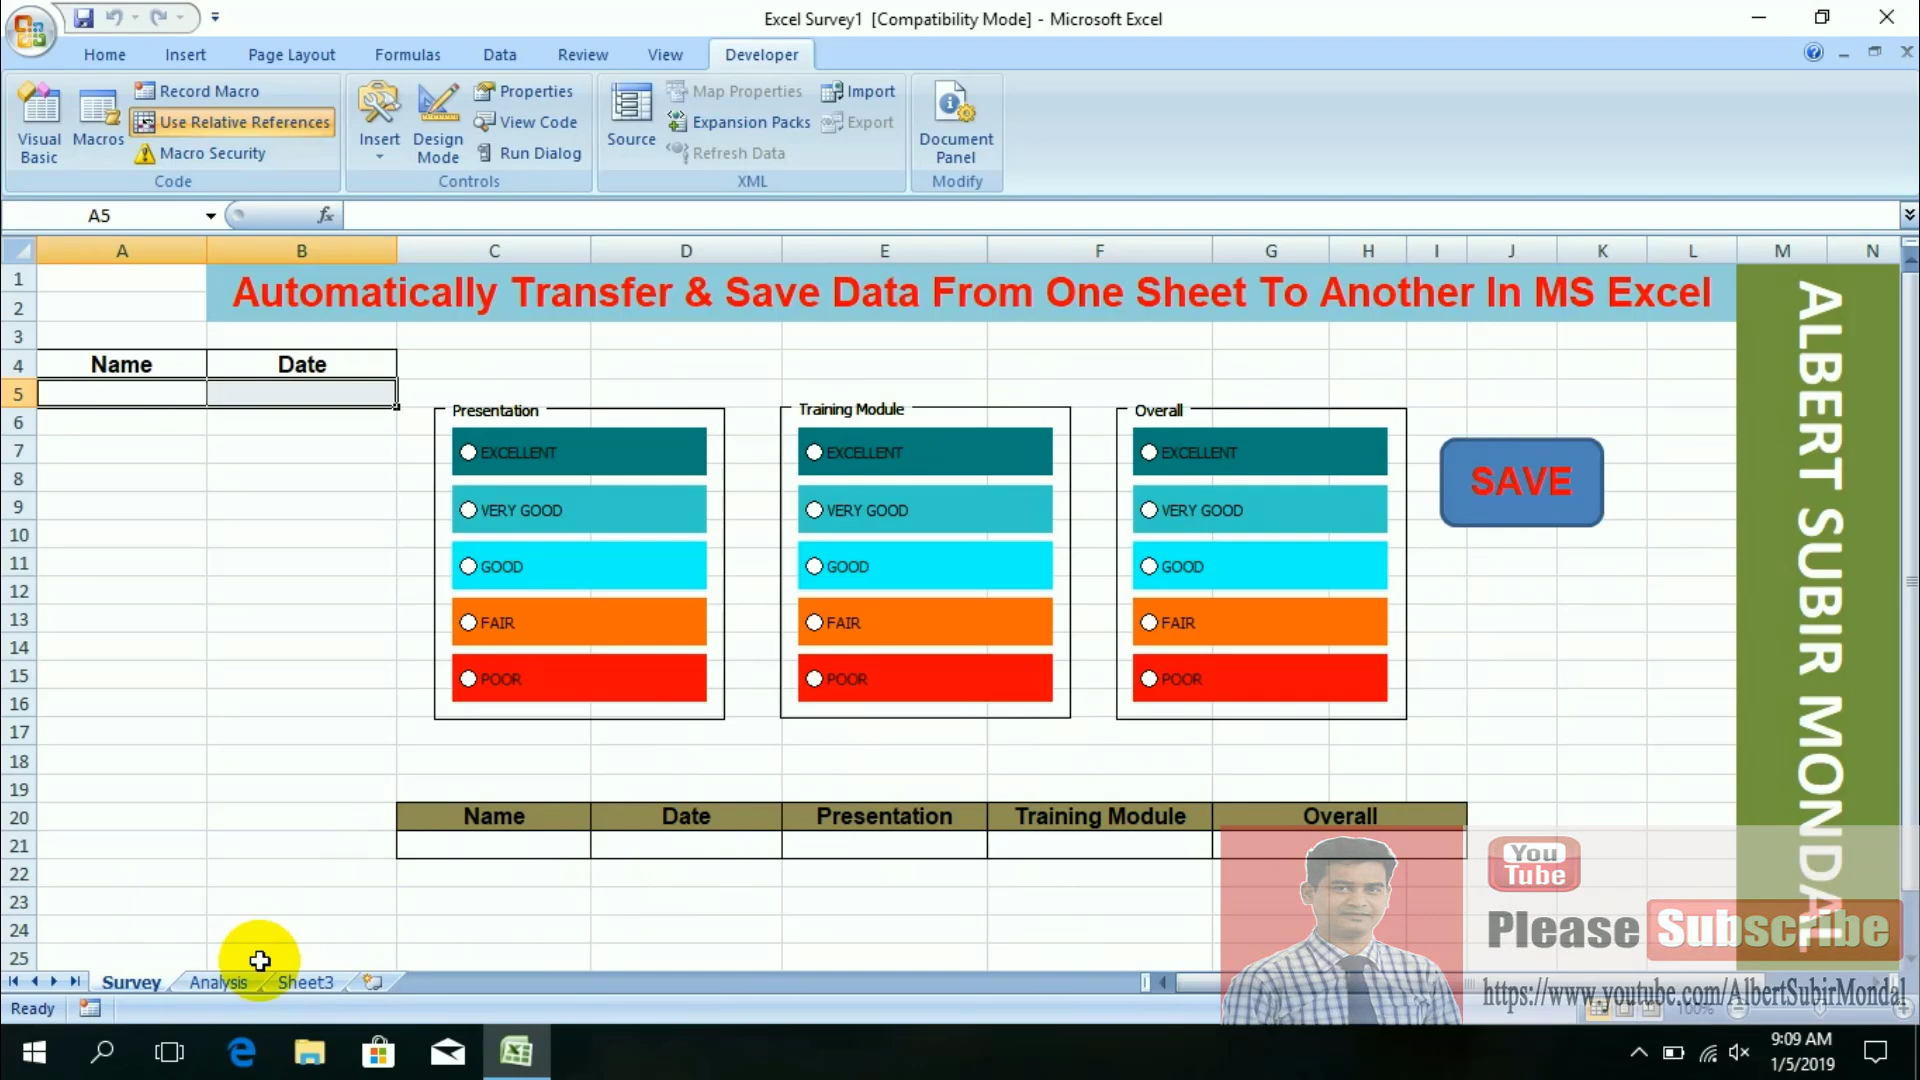 Excel Survey1 [Compatibility Mode] - Microsoft Excel
Home Insert Page Layout Formulas Data Review View Developer
Visual Basic
Macros
Record Macro
Use Relative References
Macro Security
Code
Insert
Design Mode
Properties
View Code
Run Dialog
Controls
Source
Map Properties
Expansion Packs
Refresh Data
Import
Export
XML
Document Panel
Modify
A5 fx
A B C D E F G H I J K L M N
1
2
3
4
5
6
7
8
9
10
11
12
13
14
15
16
17
18
19
20
21
22
23
24
25
Automatically Transfer & Save Data From One Sheet To Another In MS Excel
ALBERT SUBIR MONDAL
Name Date
Presentation
EXCELLENT
VERY GOOD
GOOD
FAIR
POOR
Training Module
EXCELLENT
VERY GOOD
GOOD
FAIR
POOR
Overall
EXCELLENT
VERY GOOD
GOOD
FAIR
POOR
SAVE
Name Date Presentation Training Module Overall
You
Tube
Please Subscribe
https://www.youtube.com/AlbertSubirMondal
Survey Analysis Sheet3
Ready
100%
9:09 AM
1/5/2019